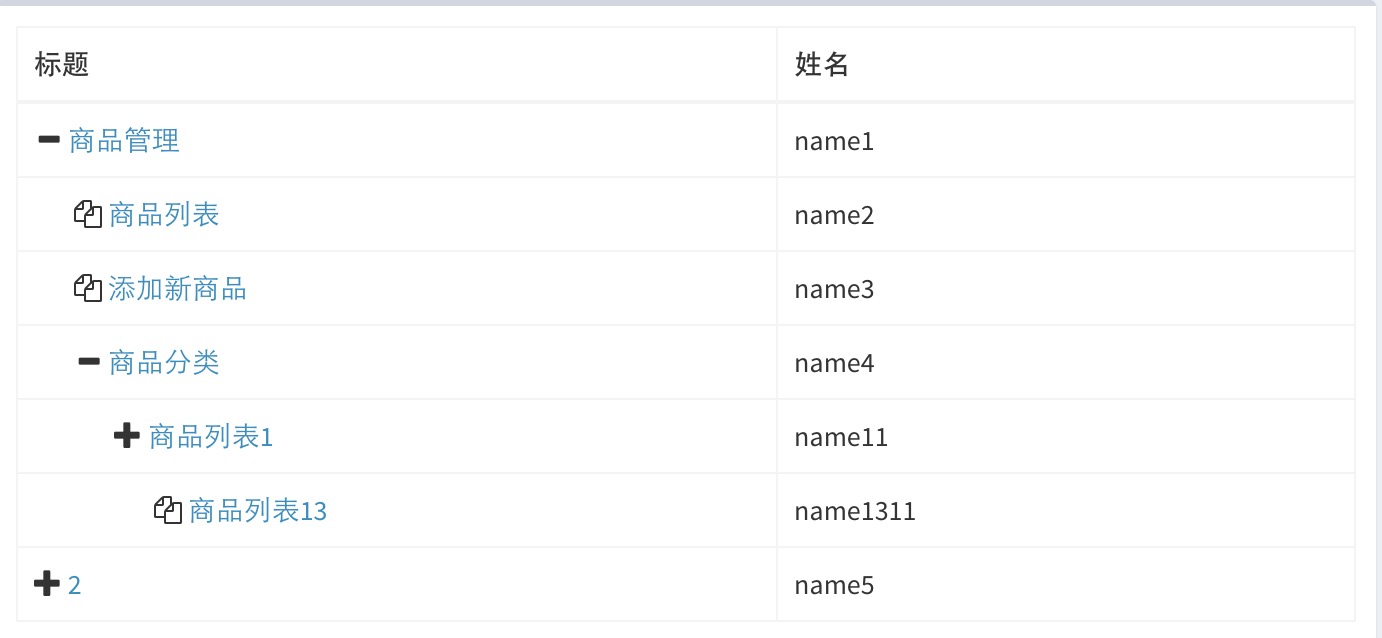 标题 姓名
商品管理 name1
商品列表 name2
添加新商品 name3
商品分类 name4
商品列表1 name11
商品列表13 name1311
2 name5